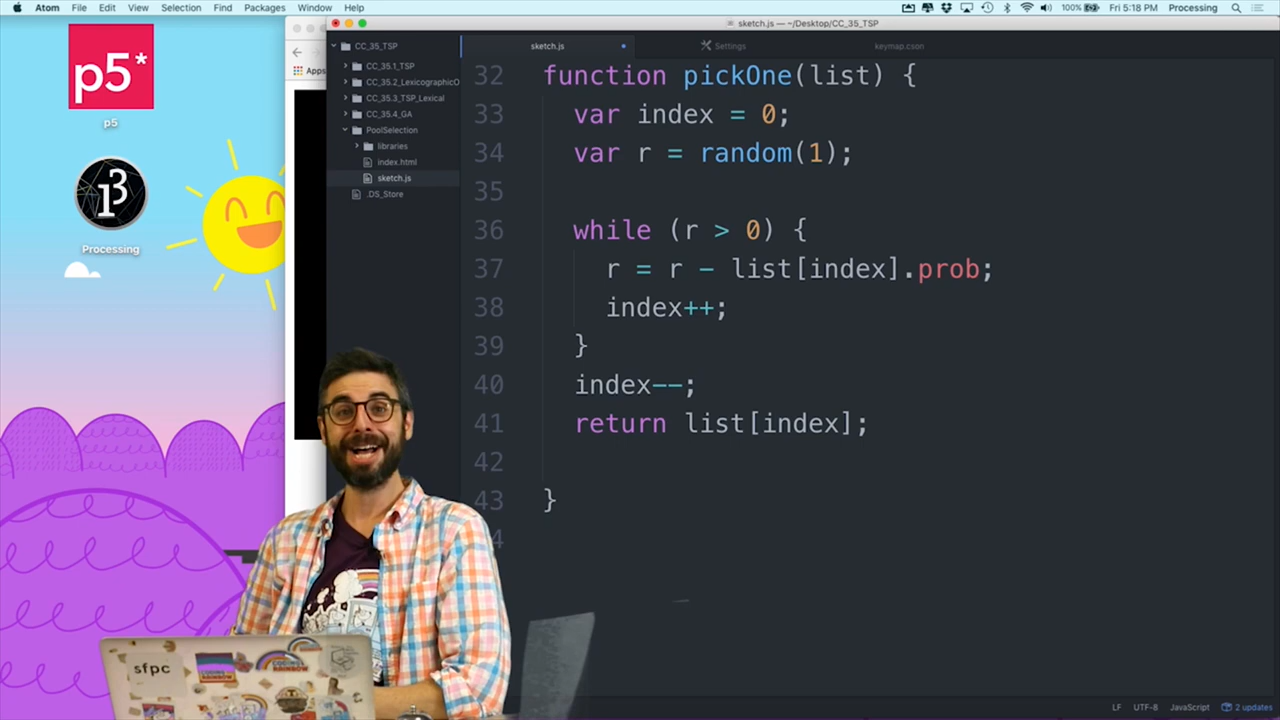 Atom File Edit View Selection Find Packages Window Help
100% Fri 5:18 PM Processing
sketch.js — ~/Desktop/CC_35_TSP
p5*
p5
Processing
Apps
CC_35_TSP
CC_35.1_TSP
CC_35.2_LexicographicO
CC_35.3_TSP_Lexical
CC_35.4_GA
PoolSelection
libraries
index.html
sketch.js
.DS_Store
sketch.js Settings keymap.cson
32 function pickOne(list) {
33 var index = 0;
34 var r = random(1);
35
36 while (r > 0) {
37 r = r - list[index].prob;
38 index++;
39 }
40 index--;
41 return list[index];
42
43 }
sfpc
CODING RAINBOW
LF UTF-8 JavaScript 2 updates